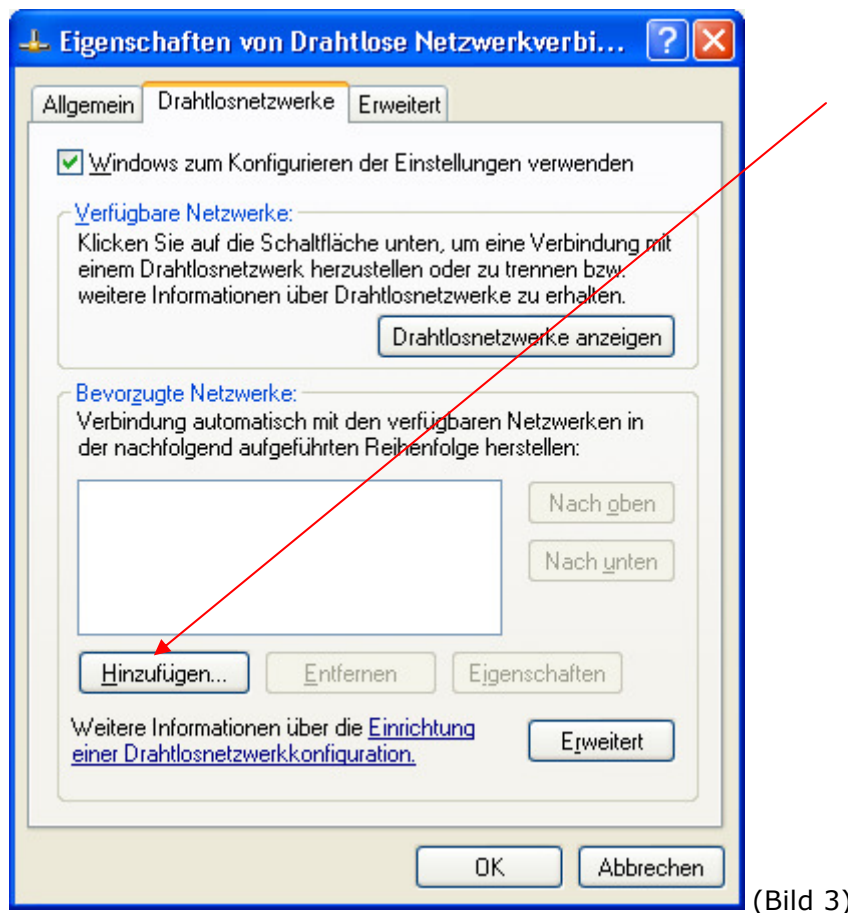 Eigenschaften von Drahtlose Netzwerkverbi...
Allgemein Drahtlosnetzwerke Erweitert
Windows zum Konfigurieren der Einstellungen verwenden
Verfügbare Netzwerke:
Klicken Sie auf die Schaltfläche unten, um eine Verbindung mit
einem Drahtlosnetzwerk herzustellen oder zu trennen bzw.
weitere Informationen über Drahtlosnetzwerke zu erhalten.
Drahtlosnetzwerke anzeigen
Bevorzugte Netzwerke:
Verbindung automatisch mit den verfügbaren Netzwerken in
der nachfolgend aufgeführten Reihenfolge herstellen:
Nach oben
Nach unten
Hinzufügen... Entfernen Eigenschaften
Weitere Informationen über die Einrichtung
einer Drahtlosnetzwerkkonfiguration.
Erweitert
OK Abbrechen
(Bild 3)